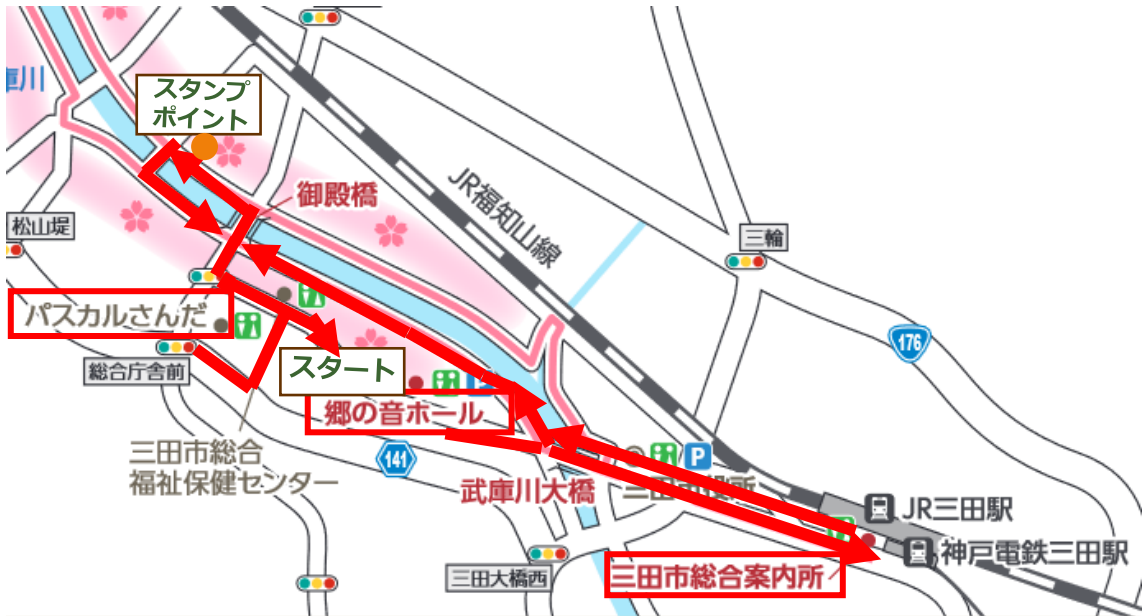 庫川
スタンプ
ポイント
御殿橋
JR福知山線
松山堤
三輪
パスカルさんだ
176
総合庁舎前
スタート
郷の音ホール
三田市総合
福祉保健センター
141
P
武庫川大橋
JR三田駅
神戸電鉄三田駅
三田大橋西
三田市総合案内所